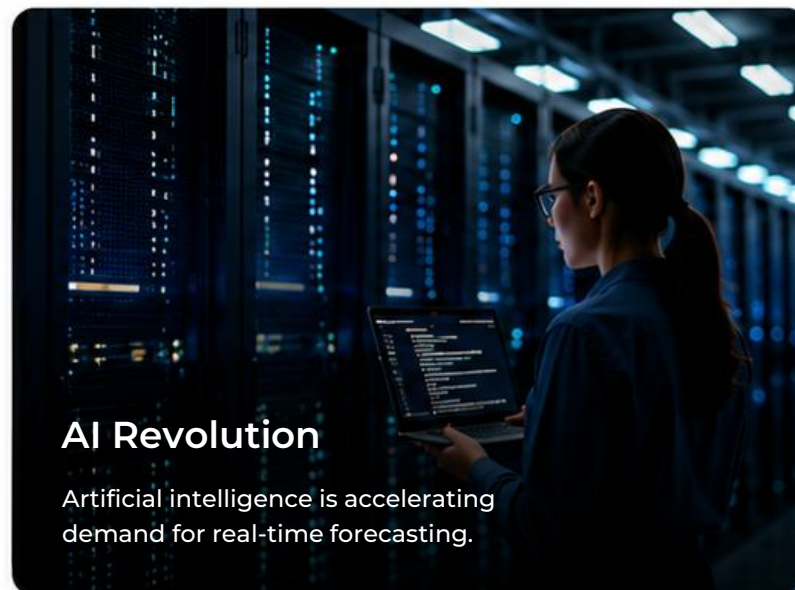 AI Revolution
Artificial intelligence is accelerating
demand for real-time forecasting.